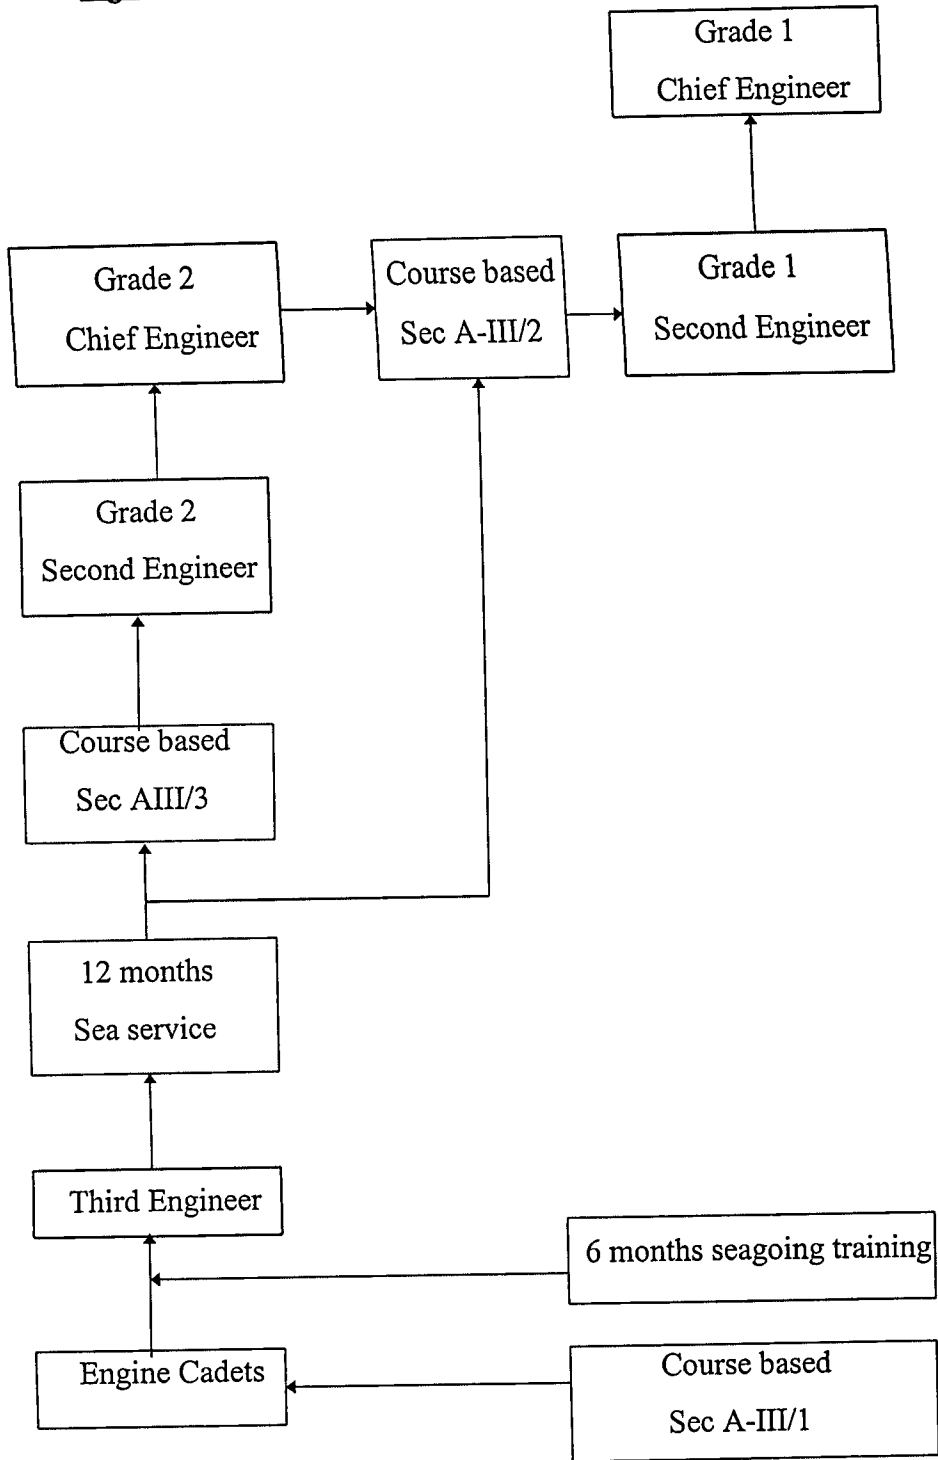 Grade 1
Chief Engineer
Grade 2
Chief Engineer
Course based
Sec A-III/2
Grade 1
Second Engineer
Grade 2
Second Engineer
Course based
Sec AIII/3
12 months
Sea service
Third Engineer
6 months seagoing training
Engine Cadets
Course based
Sec A-III/1